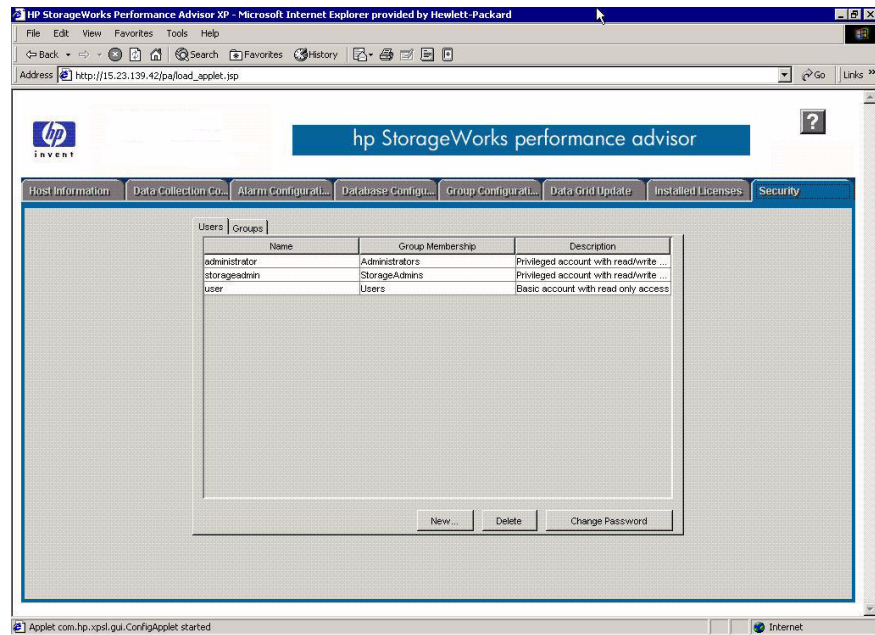 HP StorageWorks Performance Advisor XP - Microsoft Internet Explorer provided by Hewlett-Packard
File Edit View Favorites Tools Help
Back Search Favorites History
Address http://15.23.139.42/pa/load_applet.jsp Go Links »
hp
invent
hp StorageWorks performance advisor
?
Host Information Data Collection Co... Alarm Configurati... Database Configu... Group Configurati... Data Grid Update Installed Licenses Security
Users Groups
Name Group Membership Description
administrator Administrators Privileged account with read/write ...
storageadmin StorageAdmins Privileged account with read/write ...
user Users Basic account with read only access
New... Delete Change Password
Applet com.hp.xpsl.gui.ConfigApplet started Internet